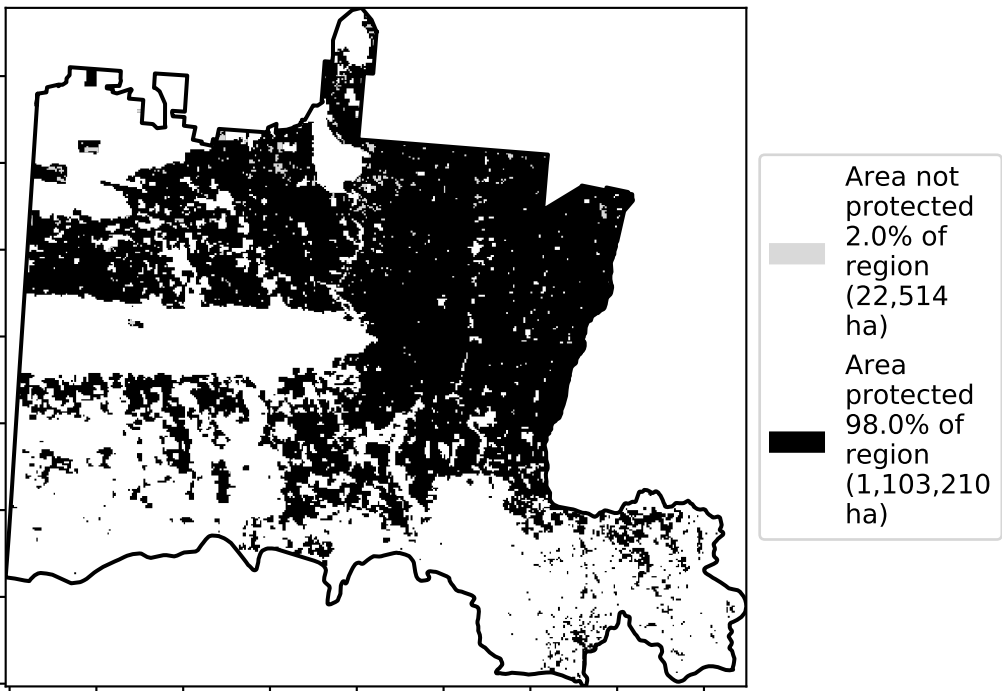 Area not
protected
2.0% of
region
(22,514
ha)
Area
protected
98.0% of
region
(1,103,210
ha)